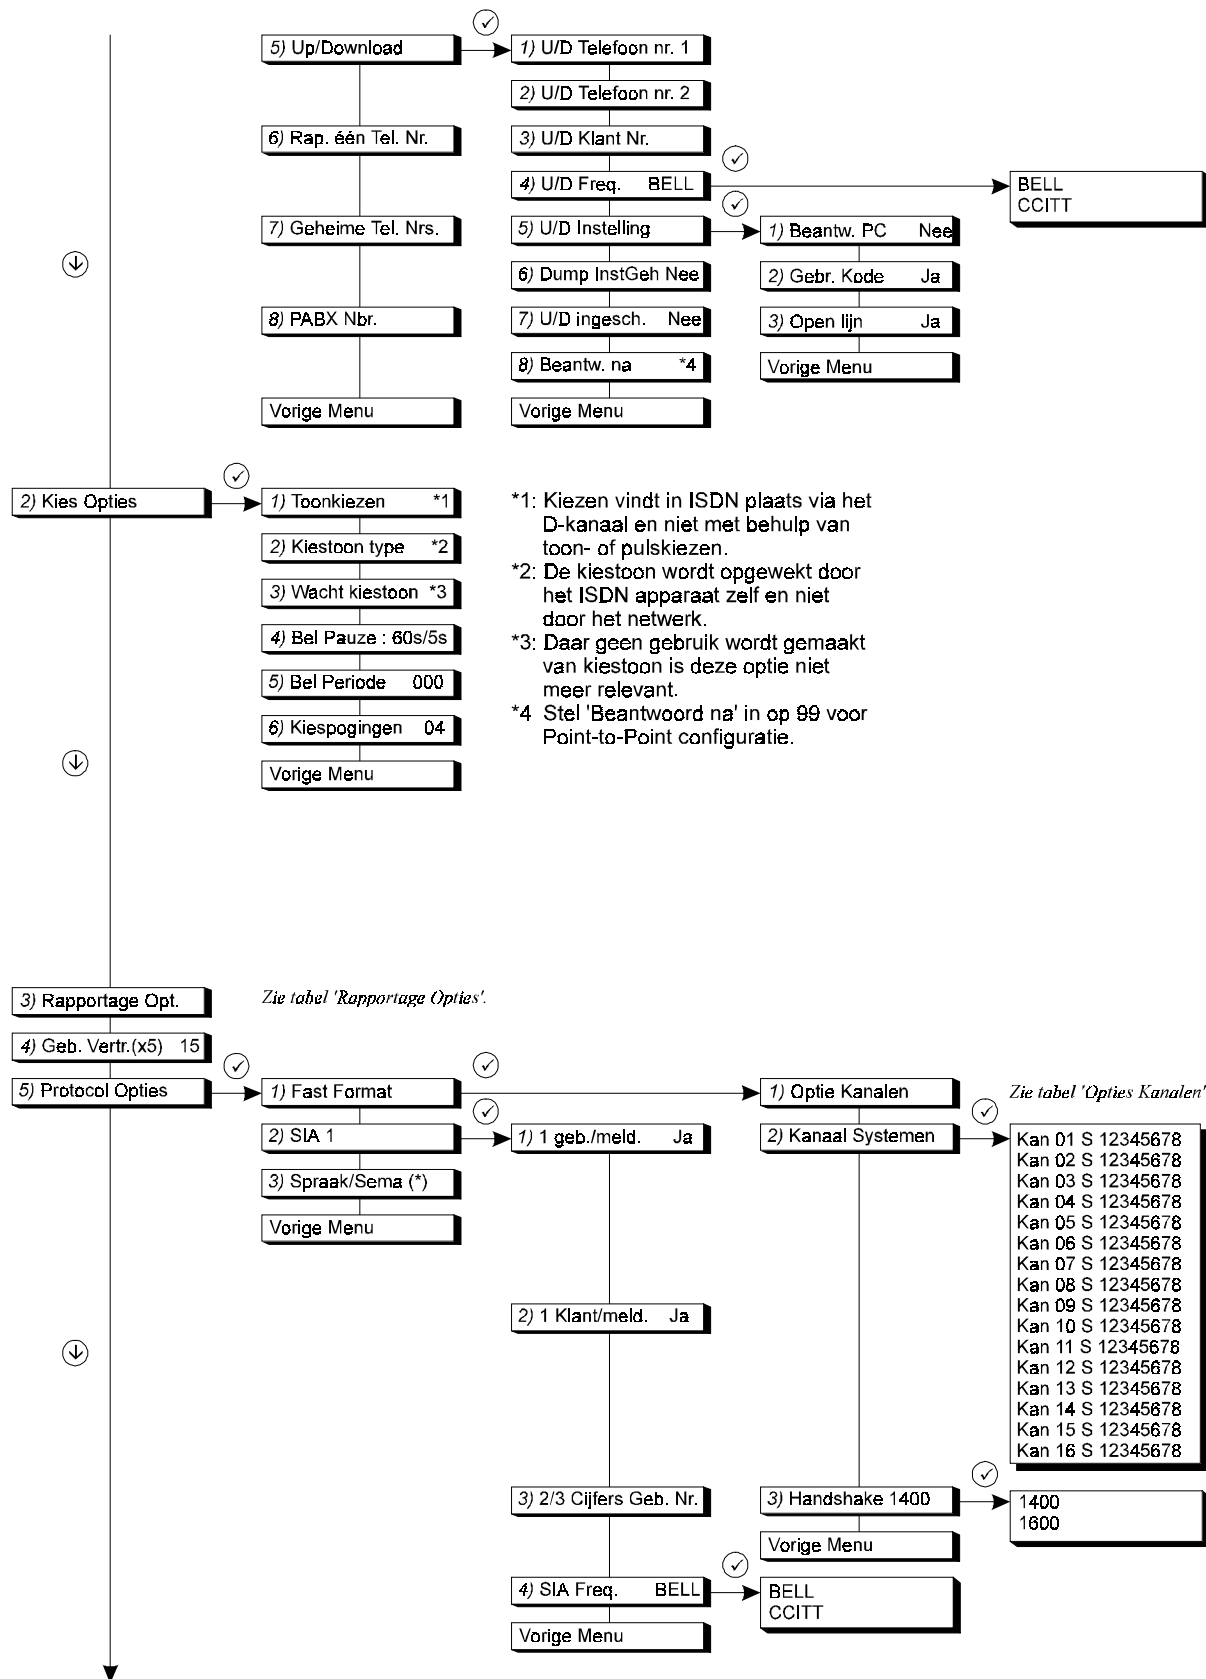 5) Up/Download
6) Rap. één Tel. Nr.
7) Geheime Tel. Nrs.
8) PABX Nbr.
Vorige Menu
1) U/D Telefoon nr. 1
2) U/D Telefoon nr. 2
3) U/D Klant Nr.
4) U/D Freq. BELL
5) U/D Instelling
6) Dump InstGeh Nee
7) U/D ingesch. Nee
8) Beantw. na *4
Vorige Menu
BELL
CCITT
1) Beantw. PC Nee
2) Gebr. Kode Ja
3) Open lijn Ja
Vorige Menu
2) Kies Opties
1) Toonkiezen *1
2) Kiestoon type *2
3) Wacht kiestoon *3
4) Bel Pauze : 60s/5s
5) Bel Periode 000
6) Kiespogingen 04
Vorige Menu
*1: Kiezen vindt in ISDN plaats via het
D-kanaal en niet met behulp van
toon- of pulskiezen.
*2: De kiestoon wordt opgewekt door
het ISDN apparaat zelf en niet
door het netwerk.
*3: Daar geen gebruik wordt gemaakt
van kiestoon is deze optie niet
meer relevant.
*4 Stel 'Beantwoord na' in op 99 voor
Point-to-Point configuratie.
3) Rapportage Opt.
Zie tabel 'Rapportage Opties'.
4) Geb. Vertr.(x5) 15
5) Protocol Opties
1) Fast Format
2) SIA 1
3) Spraak/Sema (*)
Vorige Menu
1) 1 geb./meld. Ja
2) 1 Klant/meld. Ja
3) 2/3 Cijfers Geb. Nr.
4) SIA Freq. BELL
Vorige Menu
BELL
CCITT
1) Optie Kanalen
Zie tabel 'Opties Kanalen'
2) Kanaal Systemen
Kan 01 S 12345678
Kan 02 S 12345678
Kan 03 S 12345678
Kan 04 S 12345678
Kan 05 S 12345678
Kan 06 S 12345678
Kan 07 S 12345678
Kan 08 S 12345678
Kan 09 S 12345678
Kan 10 S 12345678
Kan 11 S 12345678
Kan 12 S 12345678
Kan 13 S 12345678
Kan 14 S 12345678
Kan 15 S 12345678
Kan 16 S 12345678
3) Handshake 1400
Vorige Menu
1400
1600